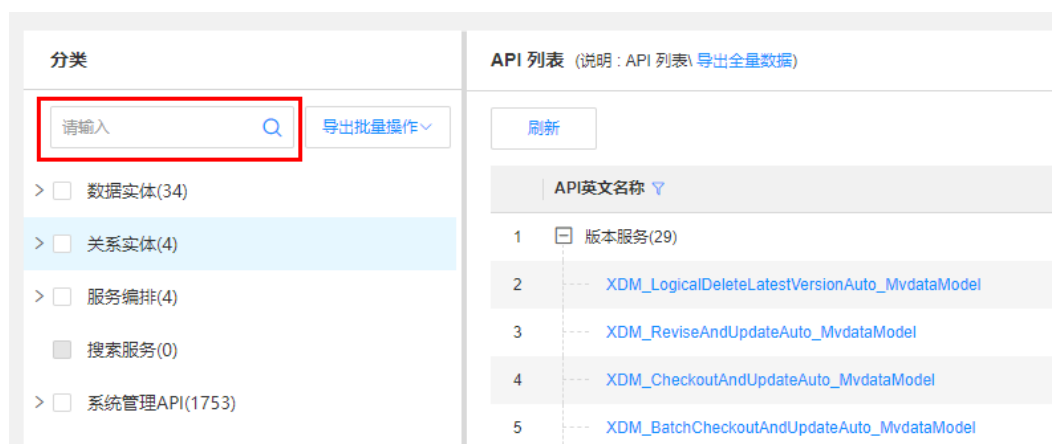 分类
请输入
导出批量操作
数据实体(34)
关系实体(4)
服务编排(4)
搜索服务(0)
系统管理API(1753)
API 列表 (说明 : API 列表\ 导出全量数据)
刷新
API英文名称
1 版本服务(29)
2 XDM_LogicalDeleteLatestVersionAuto_MvdataModel
3 XDM_ReviseAndUpdateAuto_MvdataModel
4 XDM_CheckoutAndUpdateAuto_MvdataModel
5 XDM_BatchCheckoutAndUpdateAuto_MvdataModel